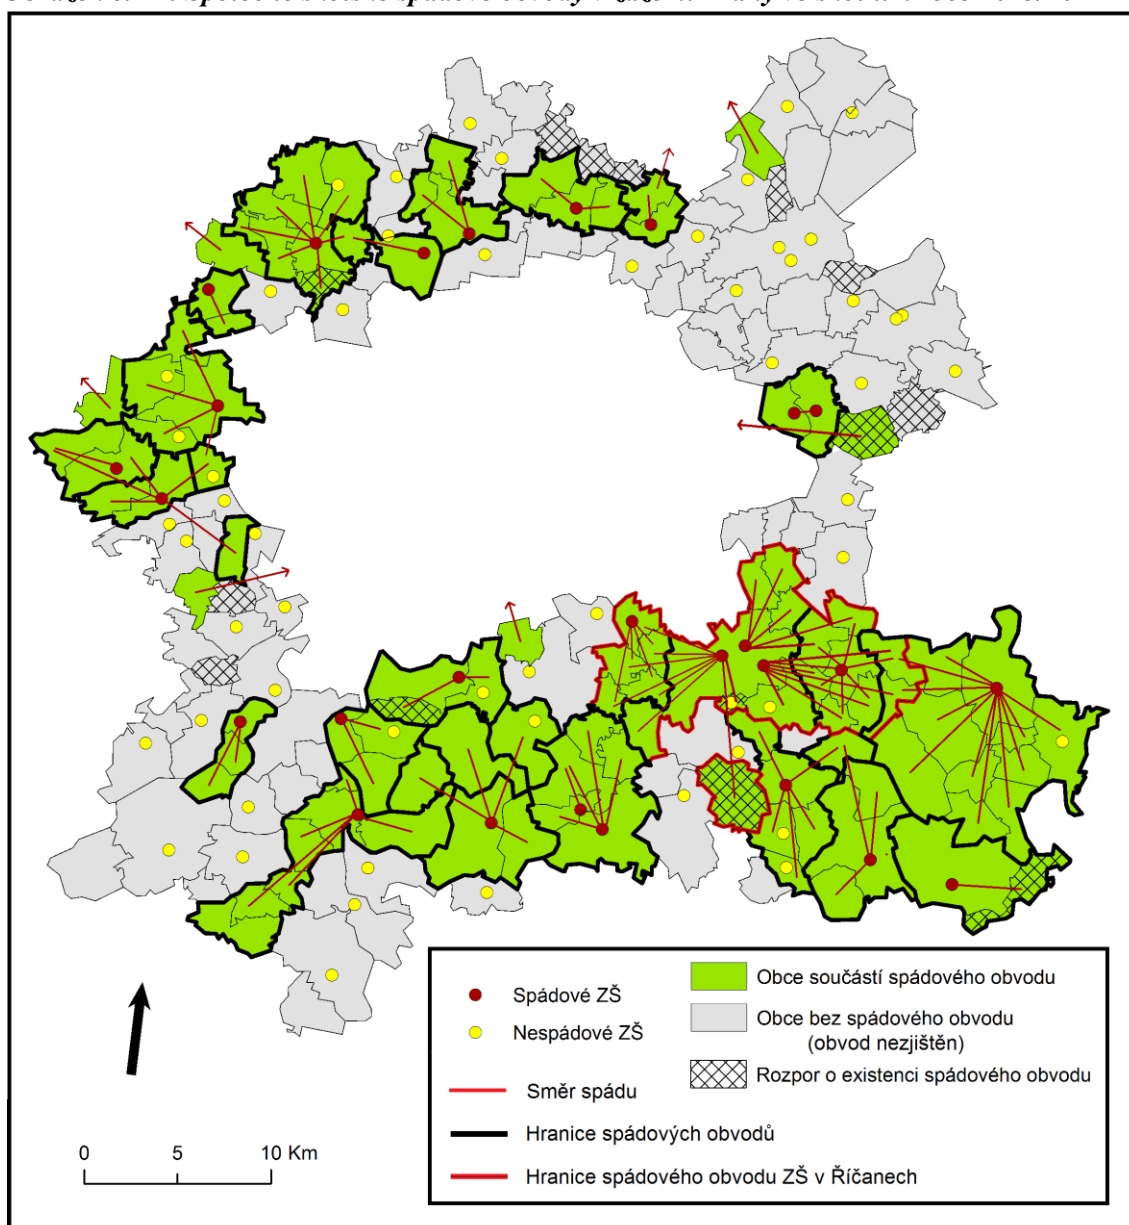 Spádové ZŠ
Nespádové ZŠ
Směr spádu
Hranice spádových obvodů
Hranice spádového obvodu ZŠ v Říčanech
Obce součástí spádového obvodu
Obce bez spádového obvodu
(obvod nezjištěn)
Rozpor o existenci spádového obvodu
0 5 10 Km